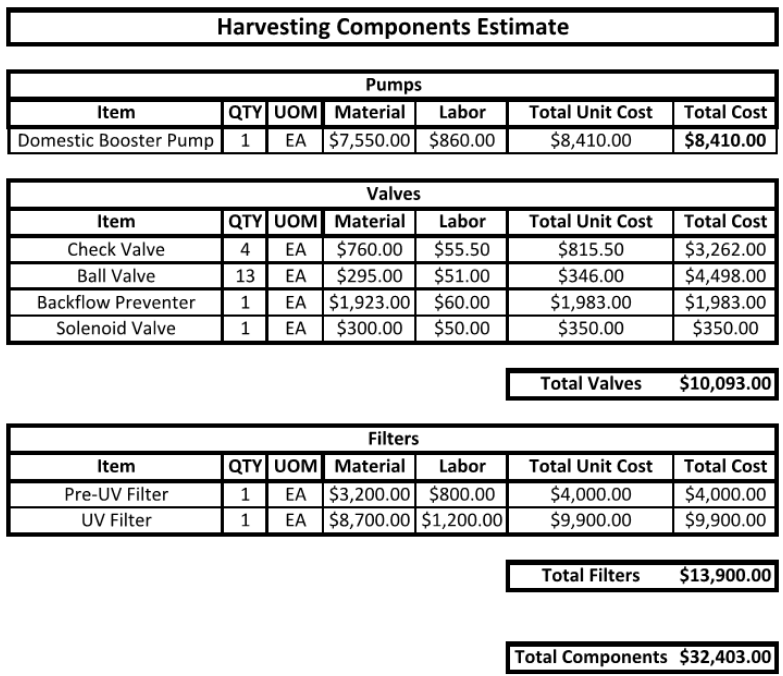 Harvesting Components Estimate
Pumps
Item QTY UOM Material Labor Total Unit Cost Total Cost
Domestic Booster Pump 1 EA $7,550.00 $860.00 $8,410.00 $8,410.00
Valves
Item QTY UOM Material Labor Total Unit Cost Total Cost
Check Valve 4 EA $760.00 $55.50 $815.50 $3,262.00
Ball Valve 13 EA $295.00 $51.00 $346.00 $4,498.00
Backflow Preventer 1 EA $1,923.00 $60.00 $1,983.00 $1,983.00
Solenoid Valve 1 EA $300.00 $50.00 $350.00 $350.00
Total Valves $10,093.00
Filters
Item QTY UOM Material Labor Total Unit Cost Total Cost
Pre-UV Filter 1 EA $3,200.00 $800.00 $4,000.00 $4,000.00
UV Filter 1 EA $8,700.00 $1,200.00 $9,900.00 $9,900.00
Total Filters $13,900.00
Total Components $32,403.00